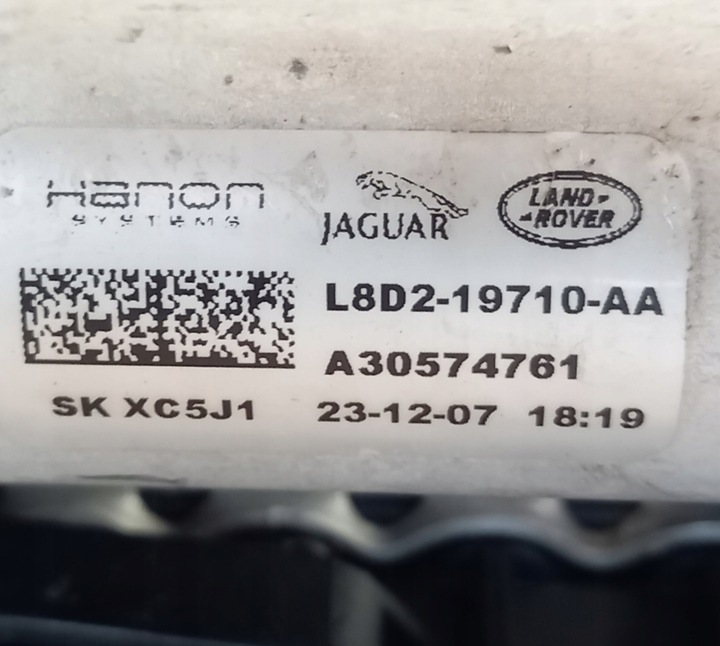 Hanon
SYSTEMS
JAGUAR
LAND-
-ROVER
L8D2-19710-AA
A30574761
SK XC5J1
23-12-07 18:19